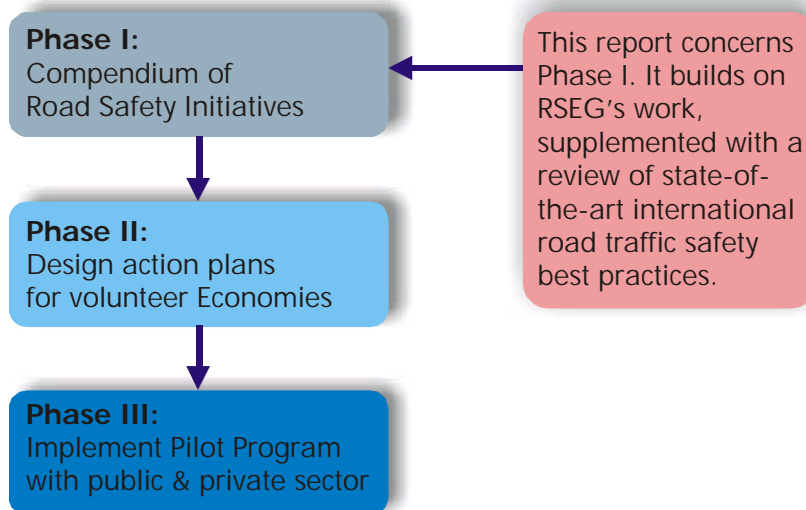 Phase I:
Compendium of
Road Safety Initiatives
This report concerns
Phase I. It builds on
RSEG's work,
supplemented with a
review of state-of-
the-art international
road traffic safety
best practices.
Phase II:
Design action plans
for volunteer Economies
Phase III:
Implement Pilot Program
with public & private sector